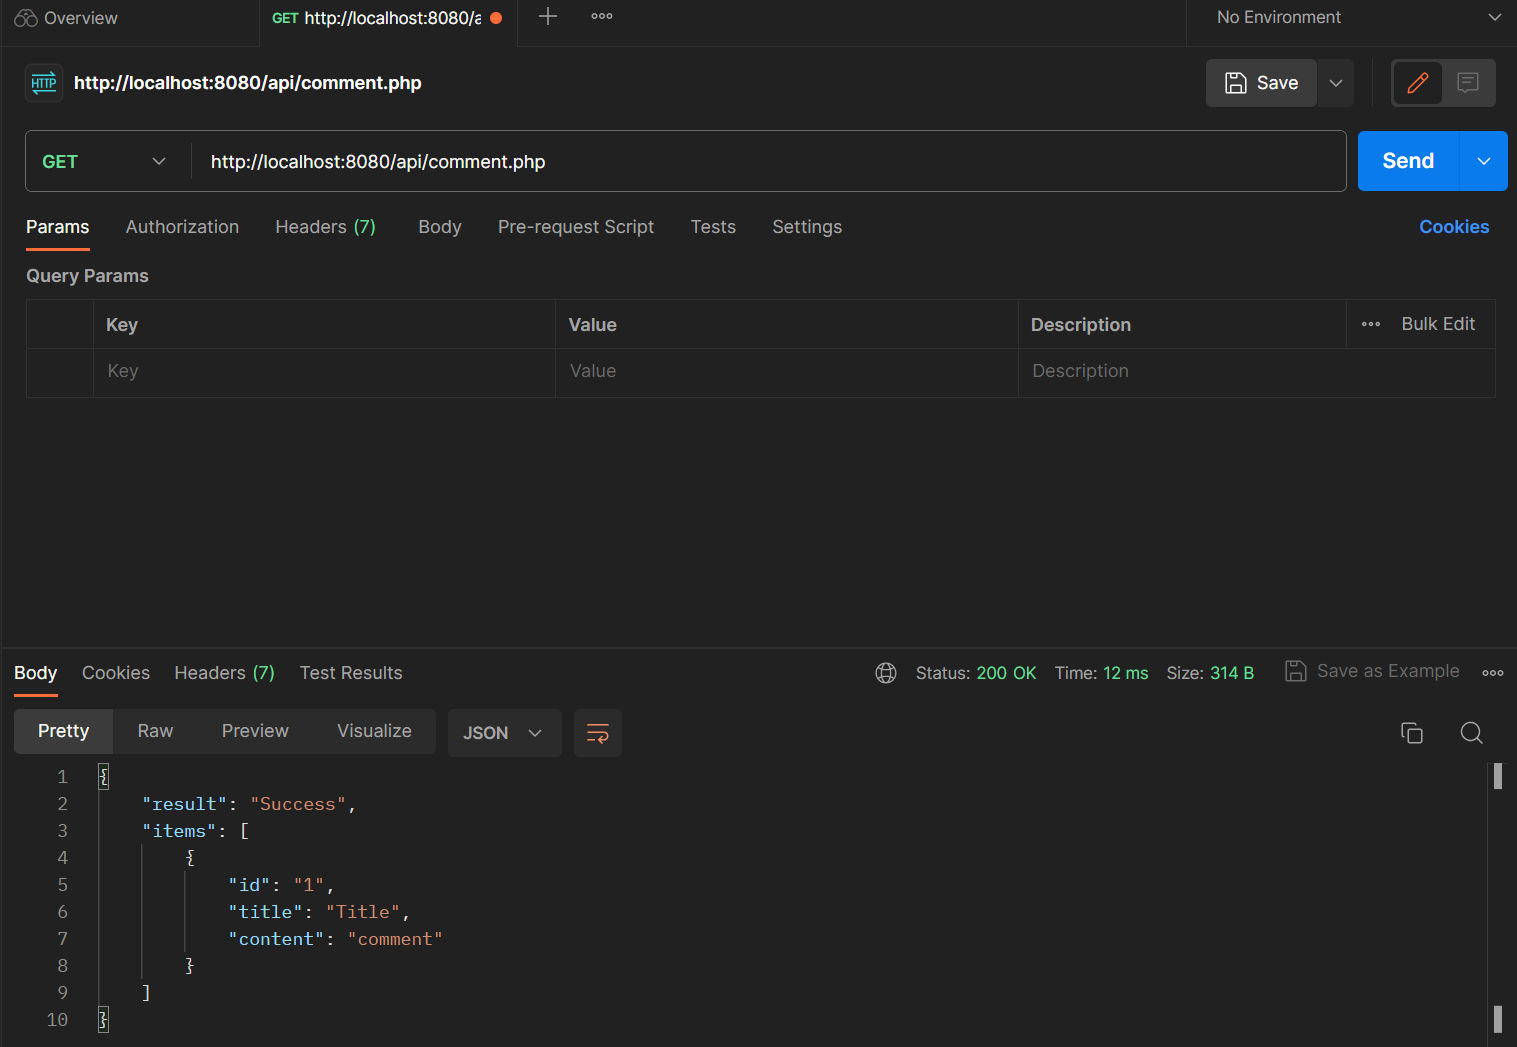 Overview
GET http://localhost:8080/a
No Environment
HTTP http://localhost:8080/api/comment.php
Save
GET http://localhost:8080/api/comment.php
Send
Params Authorization Headers (7) Body Pre-request Script Tests Settings Cookies
Query Params
Key Value Description Bulk Edit
Key Value Description
Body Cookies Headers (7) Test Results Status: 200 OK Time: 12 ms Size: 314 B Save as Example
Pretty Raw Preview Visualize JSON
1 {
2 "result": "Success",
3 "items": [
4 {
5 "id": "1",
6 "title": "Title",
7 "content": "comment"
8 }
9 ]
10 }